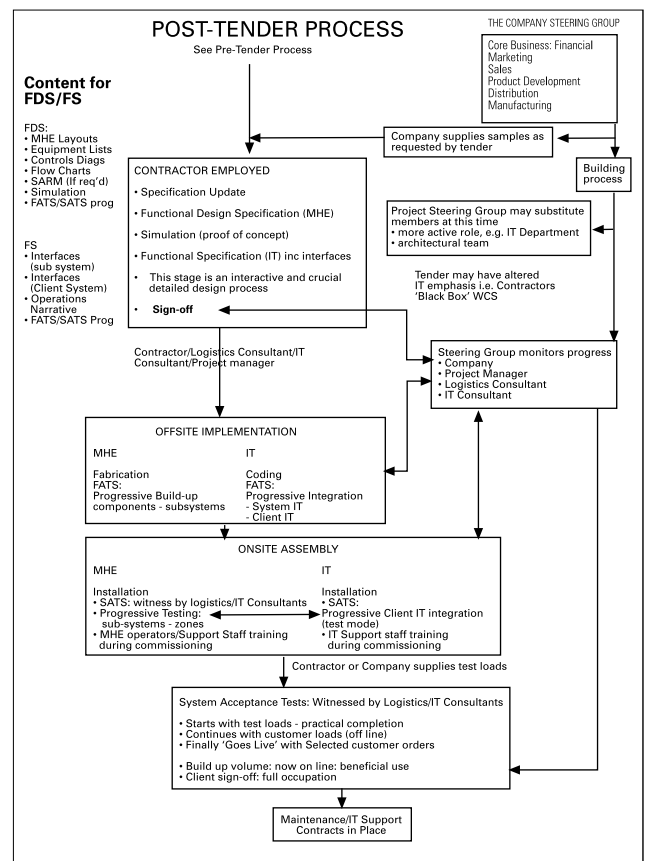 POST-TENDER PROCESS
See Pre-Tender Process
THE COMPANY STEERING GROUP
Core Business: Financial
Marketing
Sales
Product Development
Distribution
Manufacturing
Content for
FDS/FS
FDS:
• MHE Layouts
• Equipment Lists
• Controls Diags
• Flow Charts
• SARM (If req'd)
• Simulation
• FATS/SATS prog
FS
• Interfaces
(sub system)
• Interfaces
(Client System)
• Operations
Narrative
• FATS/SATS Prog
Company supplies samples as
requested by tender
Building
process
CONTRACTOR EMPLOYED
• Specification Update
• Functional Design Specification (MHE)
• Simulation (proof of concept)
• Functional Specification (IT) inc interfaces
• This stage is an interactive and crucial
detailed design process
• Sign-off
Project Steering Group may substitute
members at this time
• more active role, e.g. IT Department
• architectural team
Tender may have altered
IT emphasis i.e. Contractors
'Black Box' WCS
Contractor/Logistics Consultant/IT
Consultant/Project manager
Steering Group monitors progress
• Company
• Project Manager
• Logistics Consultant
• IT Consultant
OFFSITE IMPLEMENTATION
MHE
Fabrication
FATS:
Progressive Build-up
components - subsystems
IT
Coding
FATS:
Progressive Integration
- System IT
- Client IT
ONSITE ASSEMBLY
MHE
Installation
• SATS: witness by logistics/IT Consultants
• Progressive Testing:
sub-systems - zones
• MHE operators/Support Staff training
during commissioning
IT
Installation
• SATS:
Progressive Client IT integration
(test mode)
• IT Support staff training
during commissioning
Contractor or Company supplies test loads
System Acceptance Tests: Witnessed by Logistics/IT Consultants
• Starts with test loads - practical completion
• Continues with customer loads (off line)
• Finally 'Goes Live' with Selected customer orders
• Build up volume: now on line: beneficial use
• Client sign-off: full occupation
Maintenance/IT Support
Contracts in Place